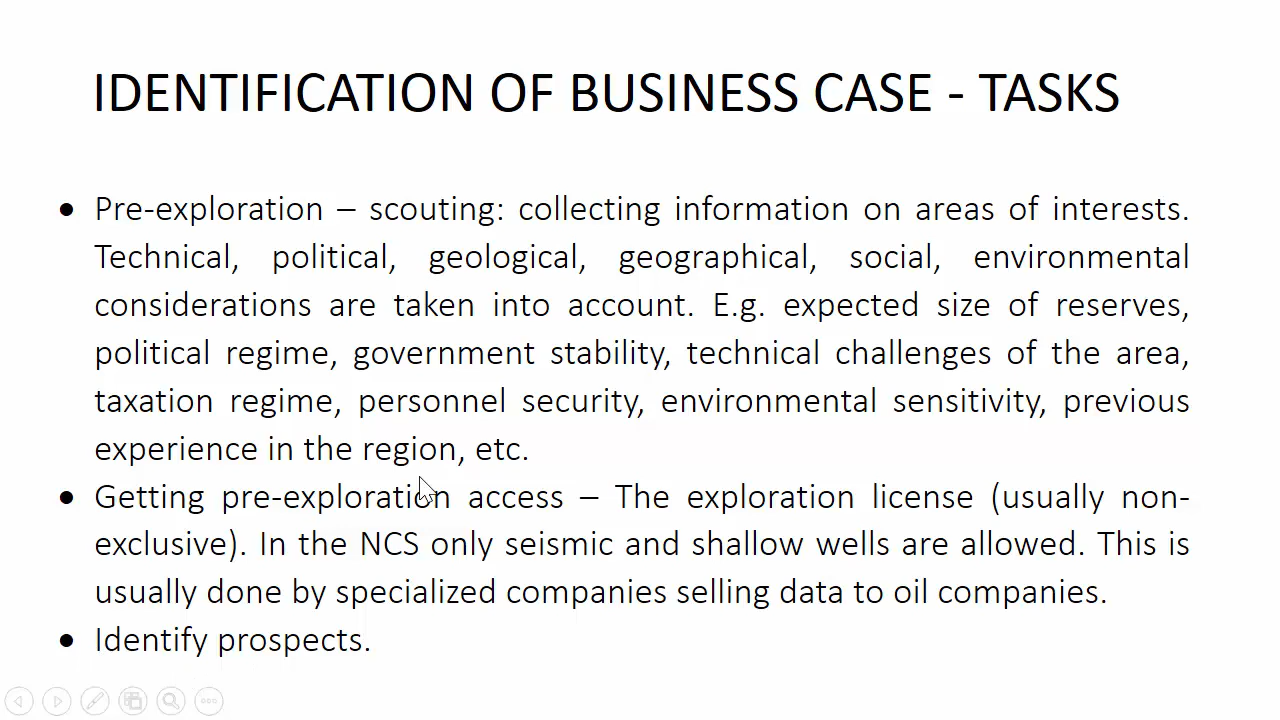 IDENTIFICATION OF BUSINESS CASE - TASKS
• Pre-exploration – scouting: collecting information on areas of interests.
Technical, political, geological, geographical, social, environmental
considerations are taken into account. E.g. expected size of reserves,
political regime, government stability, technical challenges of the area,
taxation regime, personnel security, environmental sensitivity, previous
experience in the region, etc.
• Getting pre-exploration access – The exploration license (usually non-
exclusive). In the NCS only seismic and shallow wells are allowed. This is
usually done by specialized companies selling data to oil companies.
• Identify prospects.